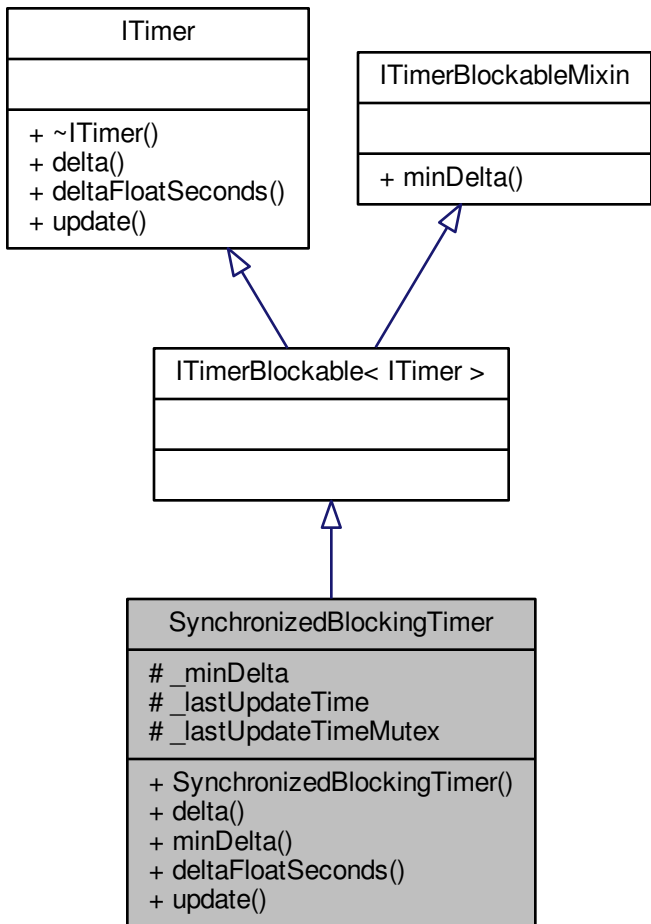 ITimer
+ ~ITimer()
+ delta()
+ deltaFloatSeconds()
+ update()
ITimerBlockableMixin
+ minDelta()
ITimerBlockable< ITimer >
SynchronizedBlockingTimer
# _minDelta
# _lastUpdateTime
# _lastUpdateTimeMutex
+ SynchronizedBlockingTimer()
+ delta()
+ minDelta()
+ deltaFloatSeconds()
+ update()